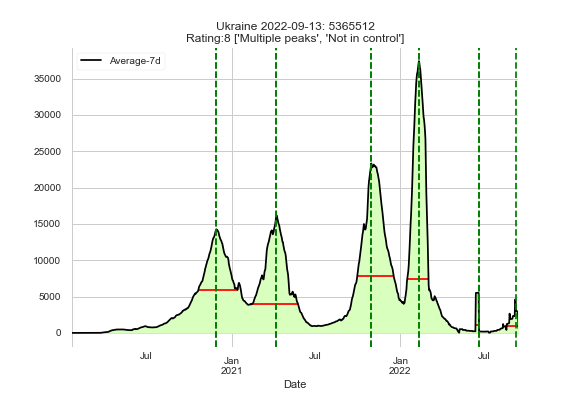 Ukraine 2022-09-13: 5365512
Rating:8 ['Multiple peaks', 'Not in control']
Average-7d
35000
30000
25000
20000
15000
10000
5000
0
Jul
Jan
2021
Jul
Jan
2022
Jul
Date